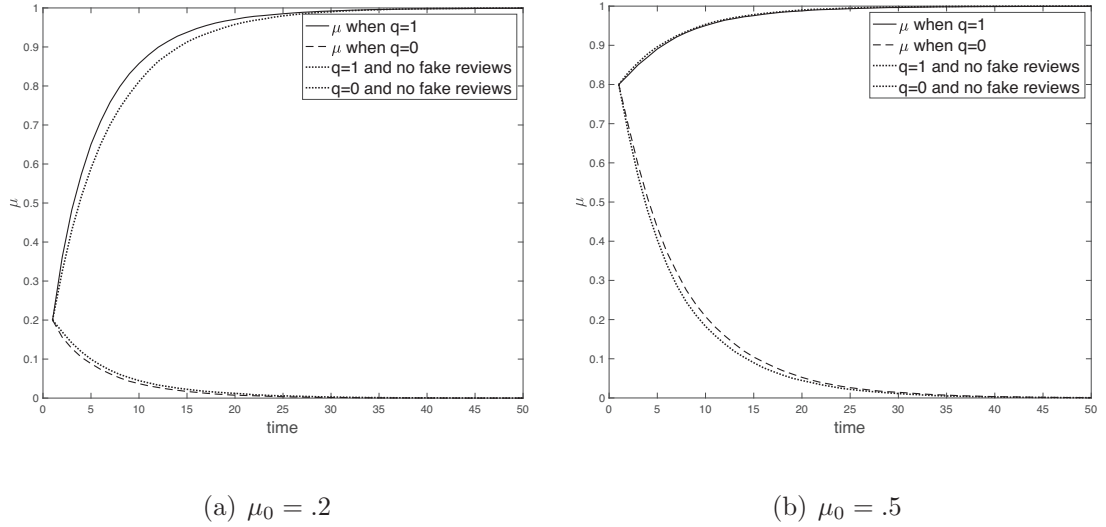 1
0.9
0.8
0.7
0.6
0.5
0.4
0.3
0.2
0.1
0
μ
0 5 10 15 20 25 30 35 40 45 50
time
μ when q=1
μ when q=0
q=1 and no fake reviews
q=0 and no fake reviews
(a) μ₀ = .2
1
0.9
0.8
0.7
0.6
0.5
0.4
0.3
0.2
0.1
0
μ
0 5 10 15 20 25 30 35 40 45 50
time
μ when q=1
μ when q=0
q=1 and no fake reviews
q=0 and no fake reviews
(b) μ₀ = .5